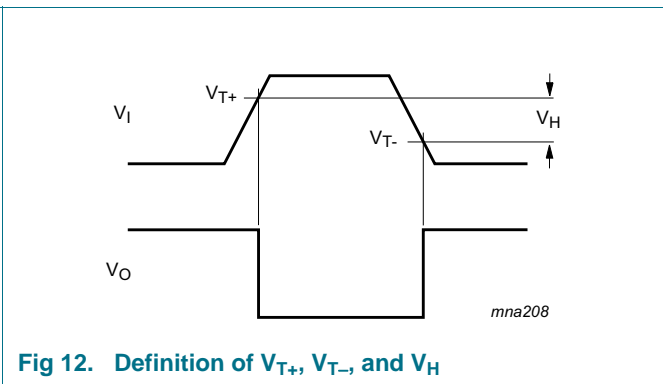 V_T+
V_I
V_H
V_T-
V_O
mna208
Fig 12. Definition of V_T+, V_T–, and V_H